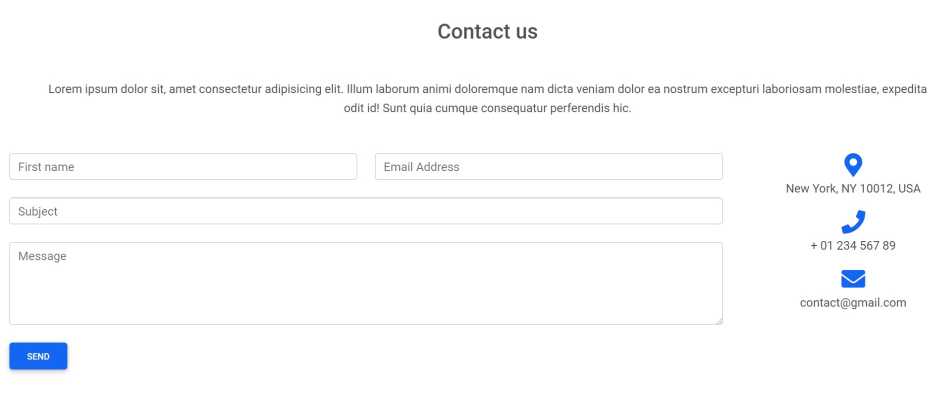 Contact us
Lorem ipsum dolor sit, amet consectetur adipisicing elit. Illum laborum animi doloremque nam dicta veniam dolor ea nostrum excepturi laboriosam molestiae, expedita
odit id! Sunt quia cumque consequatur perferendis hic.
First name
Email Address
Subject
Message
SEND
New York, NY 10012, USA
+ 01 234 567 89
contact@gmail.com